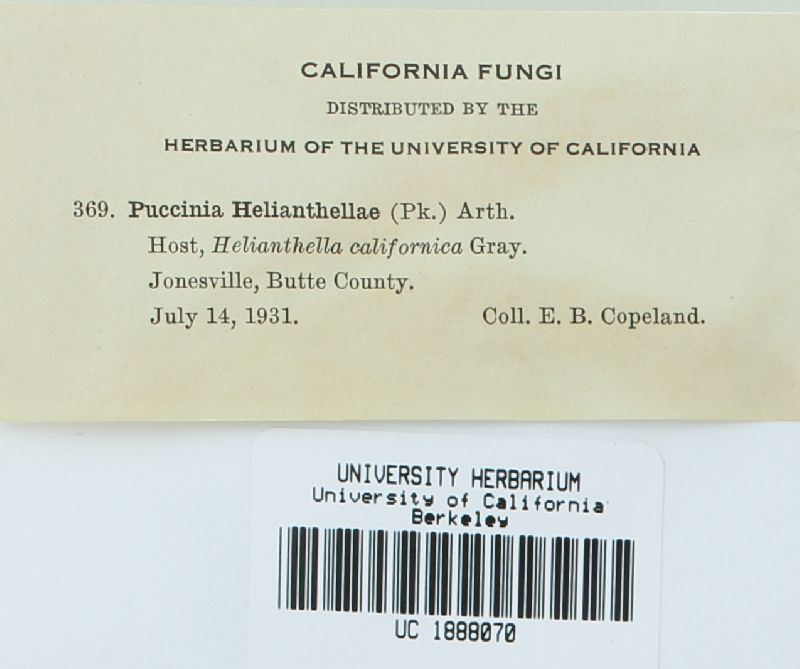 CALIFORNIA FUNGI
DISTRIBUTED BY THE
HERBARIUM OF THE UNIVERSITY OF CALIFORNIA
369. Puccinia Helianthellae (Pk.) Arth.
Host, Helianthella californica Gray.
Jonesville, Butte County.
July 14, 1931. Coll. E. B. Copeland.
UNIVERSITY HERBARIUM
University of California
Berkeley
UC 1888070